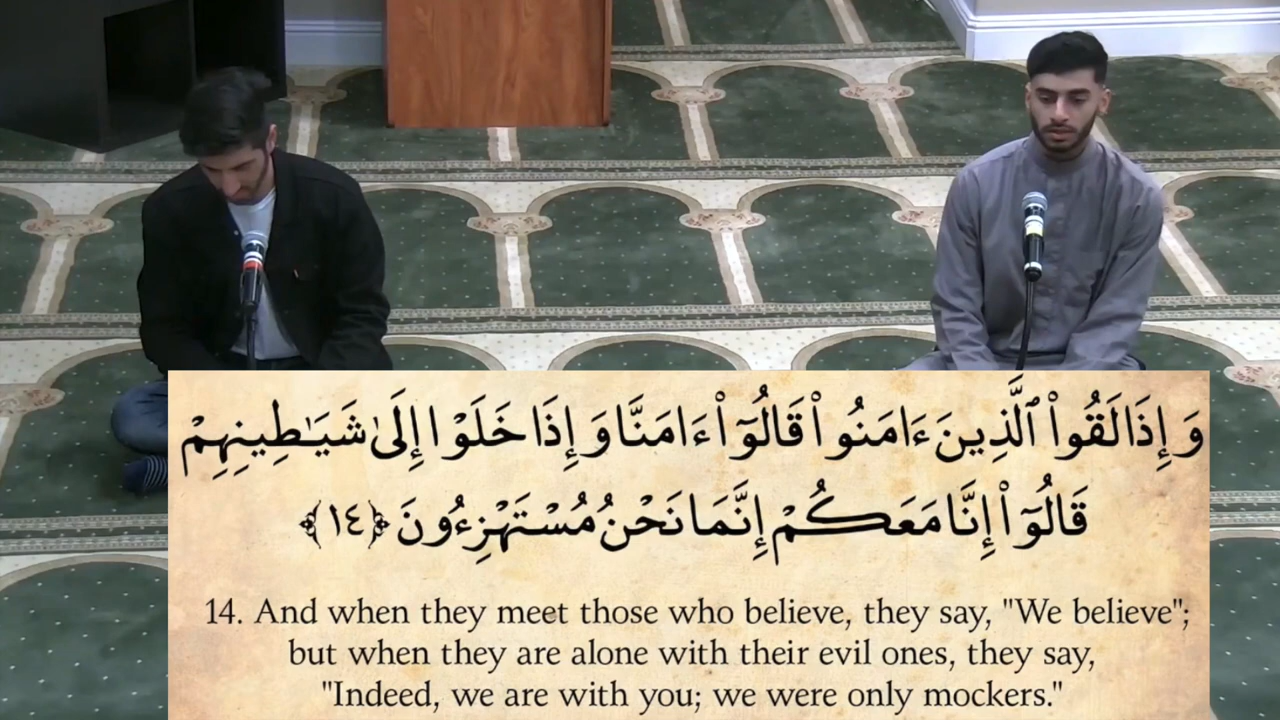 وَإِذَا لَقُوا۟ ٱلَّذِينَ ءَامَنُوا۟ قَالُوٓا۟ ءَامَنَّا وَإِذَا خَلَوْا۟ إِلَىٰ شَيَـٰطِينِهِمْ
قَالُوٓا۟ إِنَّا مَعَكُمْ إِنَّمَا نَحْنُ مُسْتَهْزِءُونَ ﴿١٤﴾
14. And when they meet those who believe, they say, "We believe";
but when they are alone with their evil ones, they say,
"Indeed, we are with you; we were only mockers."